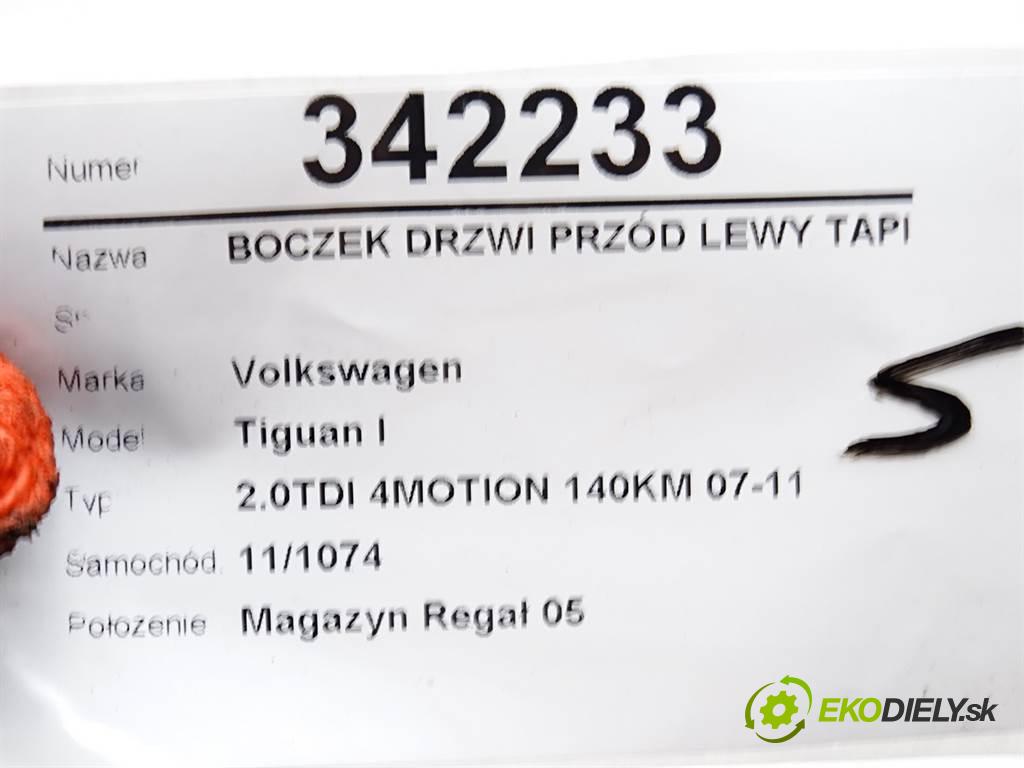 Numer 342233
Nazwa BOCZEK DRZWI PRZÓD LEWY TAPI
Marka Volkswagen
Model Tiguan I
Typ 2.0TDI 4MOTION 140KM 07-11
Samochód 11/1074
Położenie Magazyn Regał 05
S
EKODIELY.sk